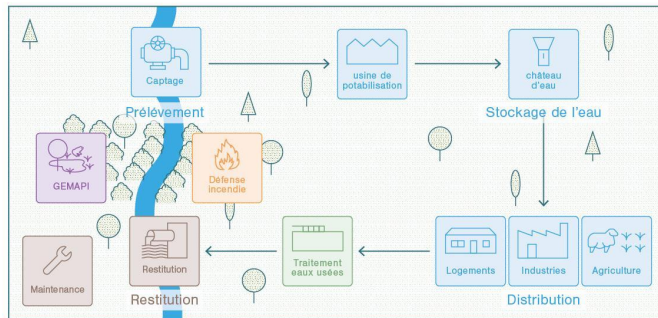 Captage
Prélévement
usine de
potabilisation
château
d'eau
Stockage de l'eau
GEMAPI
Défense
incendie
Maintenance
Restitution
Restitution
Traitement
eaux usées
Logements
Industries
Agriculture
Distribution